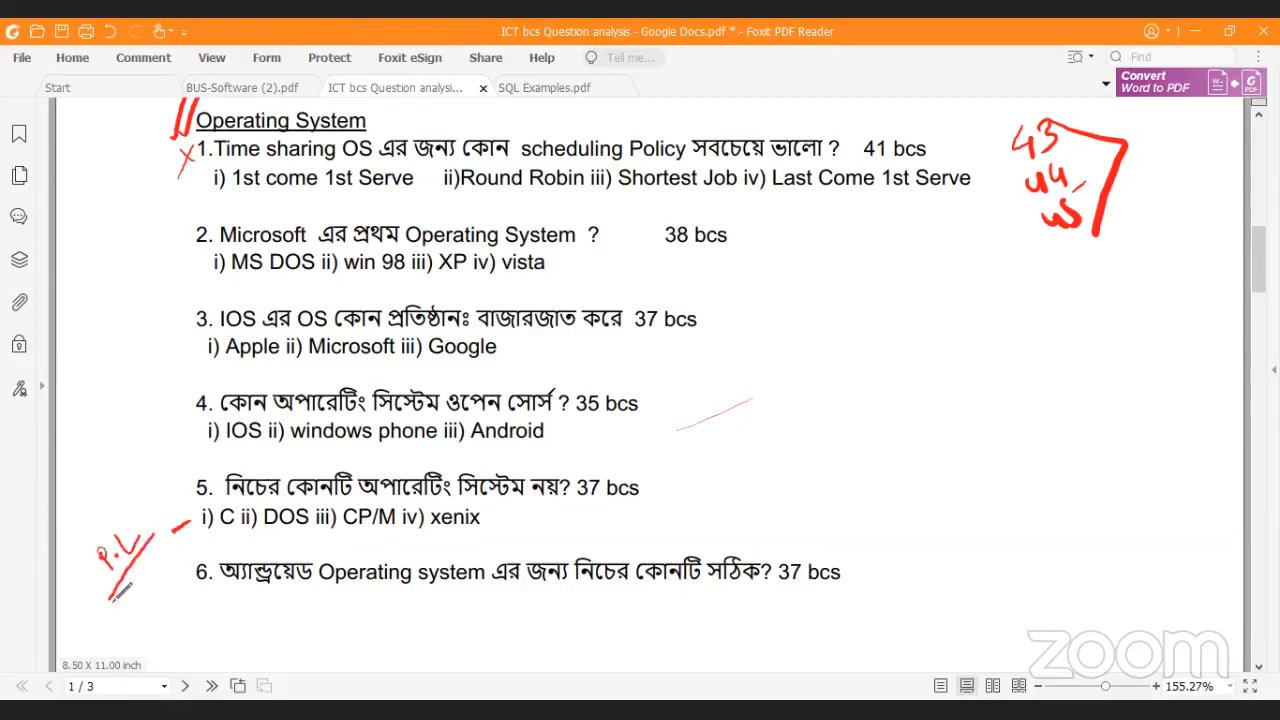 ICT bcs Question analysis - Google Docs.pdf * - Foxit PDF Reader
File Home Comment View Form Protect Foxit eSign Share Help Tell me... Find
Start BUS-Software (2).pdf ICT bcs Question analysis... SQL Examples.pdf
Convert
Word to PDF
Operating System
1.Time sharing OS এর জন্য কোন scheduling Policy সবচেয়ে ভালো ? 41 bcs
i) 1st come 1st Serve ii)Round Robin iii) Shortest Job iv) Last Come 1st Serve
43
44
45
2. Microsoft এর প্রথম Operating System ? 38 bcs
i) MS DOS ii) win 98 iii) XP iv) vista
3. IOS এর OS কোন প্রতিষ্ঠানঃ বাজারজাত করে 37 bcs
i) Apple ii) Microsoft iii) Google
4. কোন অপারেটিং সিস্টেম ওপেন সোর্স ? 35 bcs
i) IOS ii) windows phone iii) Android
5. নিচের কোনটি অপারেটিং সিস্টেম নয়? 37 bcs
i) C ii) DOS iii) CP/M iv) xenix
P.L
6. অ্যান্ড্রয়েড Operating system এর জন্য নিচের কোনটি সঠিক? 37 bcs
zoom
8.50 X 11.00 inch
1 / 3 155.27%